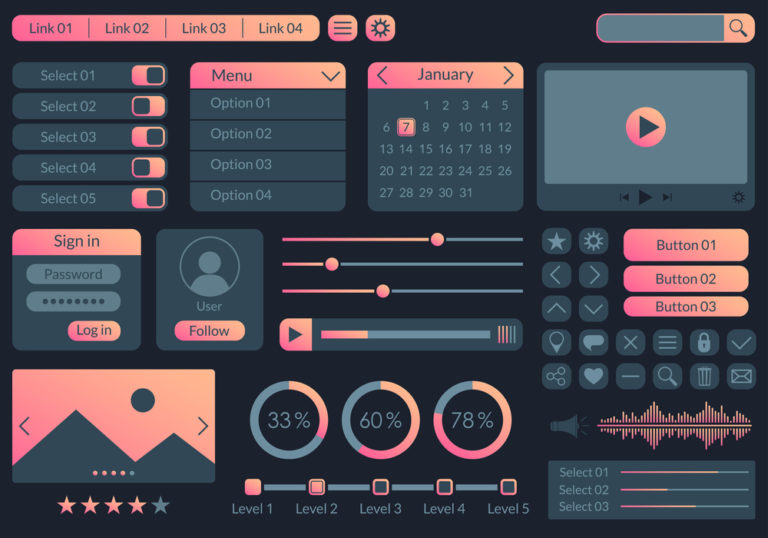 Link 01 Link 02 Link 03 Link 04
Select 01
Select 02
Select 03
Select 04
Select 05
Menu
Option 01
Option 02
Option 03
Option 04
January
1 2 3 4 5
6 7 8 9 10 11 12
13 14 15 16 17 18 19
20 21 22 23 24 25 26
27 28 29 30 31
Sign in
Password
Log in
User
Follow
Button 01
Button 02
Button 03
33 % 60 % 78 %
Level 1 Level 2 Level 3 Level 4 Level 5
Select 01
Select 02
Select 03